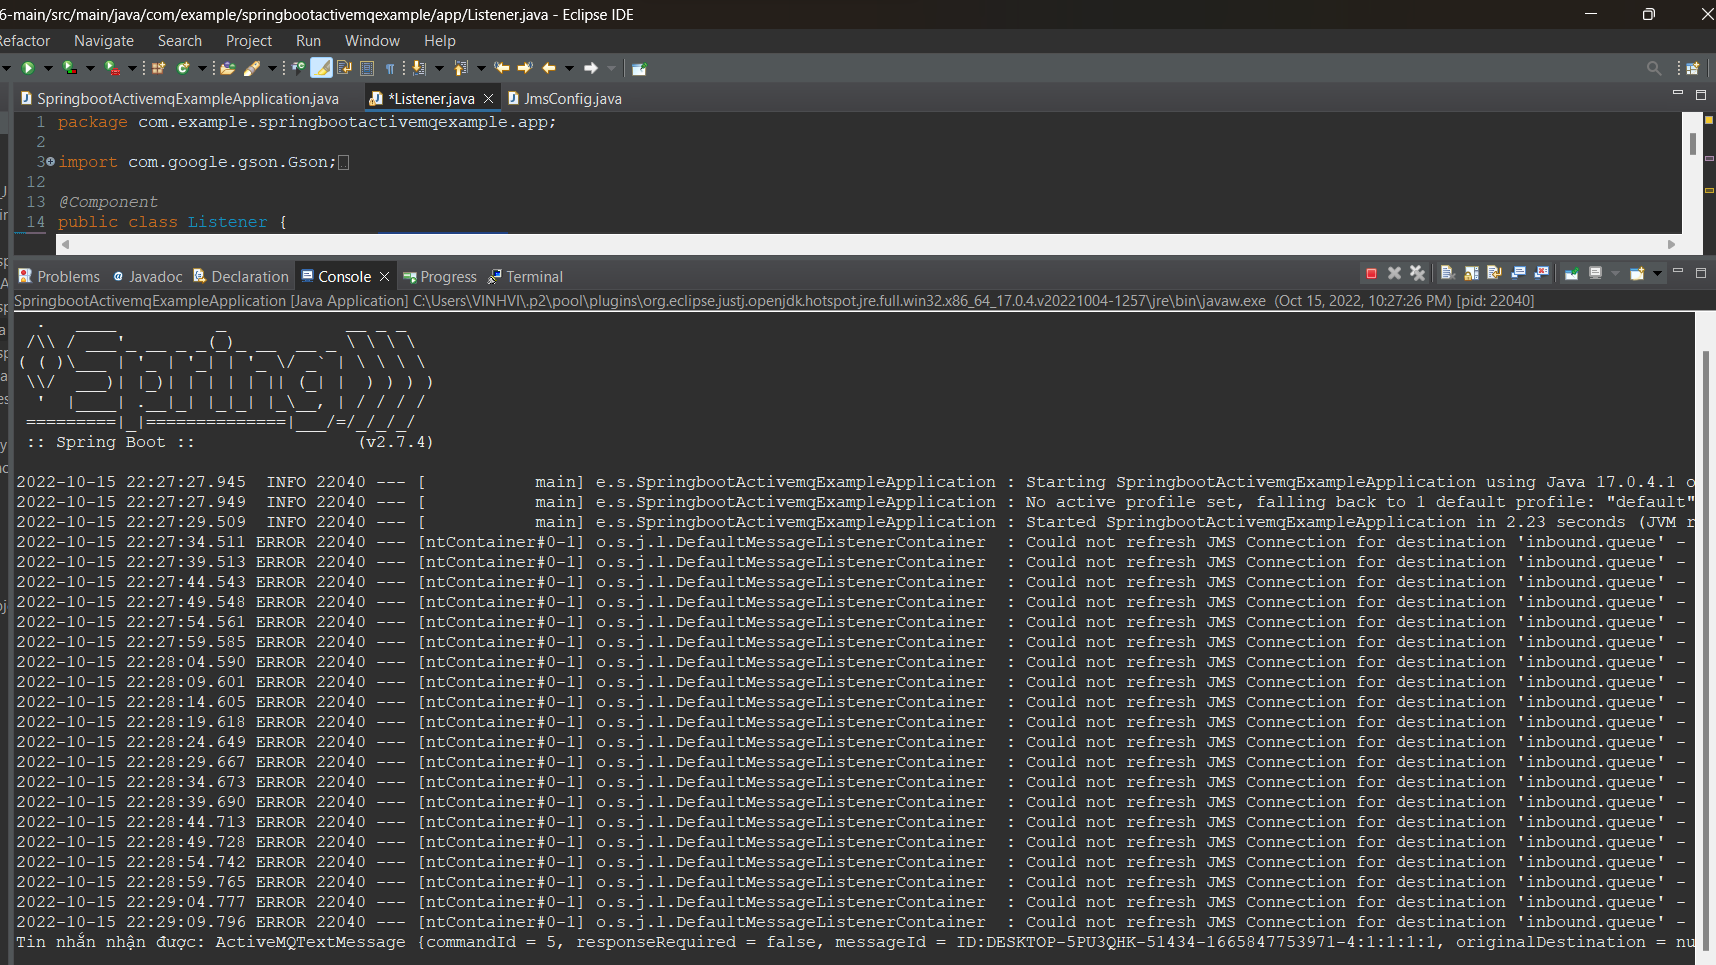 6-main/src/main/java/com/example/springbootactivemqexample/app/Listener.java - Eclipse IDE
Refactor Navigate Search Project Run Window Help
SpringbootActivemqExampleApplication.java *Listener.java JmsConfig.java
1 package com.example.springbootactivemqexample.app;
2
3 import com.google.gson.Gson;
12
13 @Component
14 public class Listener {
Problems Javadoc Declaration Console Progress Terminal
SpringbootActivemqExampleApplication [Java Application] C:\Users\VINHVI\.p2\pool\plugins\org.eclipse.justj.openjdk.hotspot.jre.full.win32.x86_64_17.0.4.v20221004-1257\jre\bin\javaw.exe (Oct 15, 2022, 10:27:26 PM) [pid: 22040]
:: Spring Boot :: (v2.7.4)
2022-10-15 22:27:27.945 INFO 22040 --- [ main] e.s.SpringbootActivemqExampleApplication : Starting SpringbootActivemqExampleApplication using Java 17.0.4.1 o
2022-10-15 22:27:27.949 INFO 22040 --- [ main] e.s.SpringbootActivemqExampleApplication : No active profile set, falling back to 1 default profile: "default"
2022-10-15 22:27:29.509 INFO 22040 --- [ main] e.s.SpringbootActivemqExampleApplication : Started SpringbootActivemqExampleApplication in 2.23 seconds (JVM r
2022-10-15 22:27:34.511 ERROR 22040 --- [ntContainer#0-1] o.s.j.l.DefaultMessageListenerContainer : Could not refresh JMS Connection for destination 'inbound.queue' -
2022-10-15 22:27:39.513 ERROR 22040 --- [ntContainer#0-1] o.s.j.l.DefaultMessageListenerContainer : Could not refresh JMS Connection for destination 'inbound.queue' -
2022-10-15 22:27:44.543 ERROR 22040 --- [ntContainer#0-1] o.s.j.l.DefaultMessageListenerContainer : Could not refresh JMS Connection for destination 'inbound.queue' -
2022-10-15 22:27:49.548 ERROR 22040 --- [ntContainer#0-1] o.s.j.l.DefaultMessageListenerContainer : Could not refresh JMS Connection for destination 'inbound.queue' -
2022-10-15 22:27:54.561 ERROR 22040 --- [ntContainer#0-1] o.s.j.l.DefaultMessageListenerContainer : Could not refresh JMS Connection for destination 'inbound.queue' -
2022-10-15 22:27:59.585 ERROR 22040 --- [ntContainer#0-1] o.s.j.l.DefaultMessageListenerContainer : Could not refresh JMS Connection for destination 'inbound.queue' -
2022-10-15 22:28:04.590 ERROR 22040 --- [ntContainer#0-1] o.s.j.l.DefaultMessageListenerContainer : Could not refresh JMS Connection for destination 'inbound.queue' -
2022-10-15 22:28:09.601 ERROR 22040 --- [ntContainer#0-1] o.s.j.l.DefaultMessageListenerContainer : Could not refresh JMS Connection for destination 'inbound.queue' -
2022-10-15 22:28:14.605 ERROR 22040 --- [ntContainer#0-1] o.s.j.l.DefaultMessageListenerContainer : Could not refresh JMS Connection for destination 'inbound.queue' -
2022-10-15 22:28:19.618 ERROR 22040 --- [ntContainer#0-1] o.s.j.l.DefaultMessageListenerContainer : Could not refresh JMS Connection for destination 'inbound.queue' -
2022-10-15 22:28:24.649 ERROR 22040 --- [ntContainer#0-1] o.s.j.l.DefaultMessageListenerContainer : Could not refresh JMS Connection for destination 'inbound.queue' -
2022-10-15 22:28:29.667 ERROR 22040 --- [ntContainer#0-1] o.s.j.l.DefaultMessageListenerContainer : Could not refresh JMS Connection for destination 'inbound.queue' -
2022-10-15 22:28:34.673 ERROR 22040 --- [ntContainer#0-1] o.s.j.l.DefaultMessageListenerContainer : Could not refresh JMS Connection for destination 'inbound.queue' -
2022-10-15 22:28:39.690 ERROR 22040 --- [ntContainer#0-1] o.s.j.l.DefaultMessageListenerContainer : Could not refresh JMS Connection for destination 'inbound.queue' -
2022-10-15 22:28:44.713 ERROR 22040 --- [ntContainer#0-1] o.s.j.l.DefaultMessageListenerContainer : Could not refresh JMS Connection for destination 'inbound.queue' -
2022-10-15 22:28:49.728 ERROR 22040 --- [ntContainer#0-1] o.s.j.l.DefaultMessageListenerContainer : Could not refresh JMS Connection for destination 'inbound.queue' -
2022-10-15 22:28:54.742 ERROR 22040 --- [ntContainer#0-1] o.s.j.l.DefaultMessageListenerContainer : Could not refresh JMS Connection for destination 'inbound.queue' -
2022-10-15 22:28:59.765 ERROR 22040 --- [ntContainer#0-1] o.s.j.l.DefaultMessageListenerContainer : Could not refresh JMS Connection for destination 'inbound.queue' -
2022-10-15 22:29:04.777 ERROR 22040 --- [ntContainer#0-1] o.s.j.l.DefaultMessageListenerContainer : Could not refresh JMS Connection for destination 'inbound.queue' -
2022-10-15 22:29:09.796 ERROR 22040 --- [ntContainer#0-1] o.s.j.l.DefaultMessageListenerContainer : Could not refresh JMS Connection for destination 'inbound.queue' -
Tin nhắn nhận được: ActiveMQTextMessage {commandId = 5, responseRequired = false, messageId = ID:DESKTOP-5PU3QHK-51434-1665847753971-4:1:1:1:1, originalDestination = nu